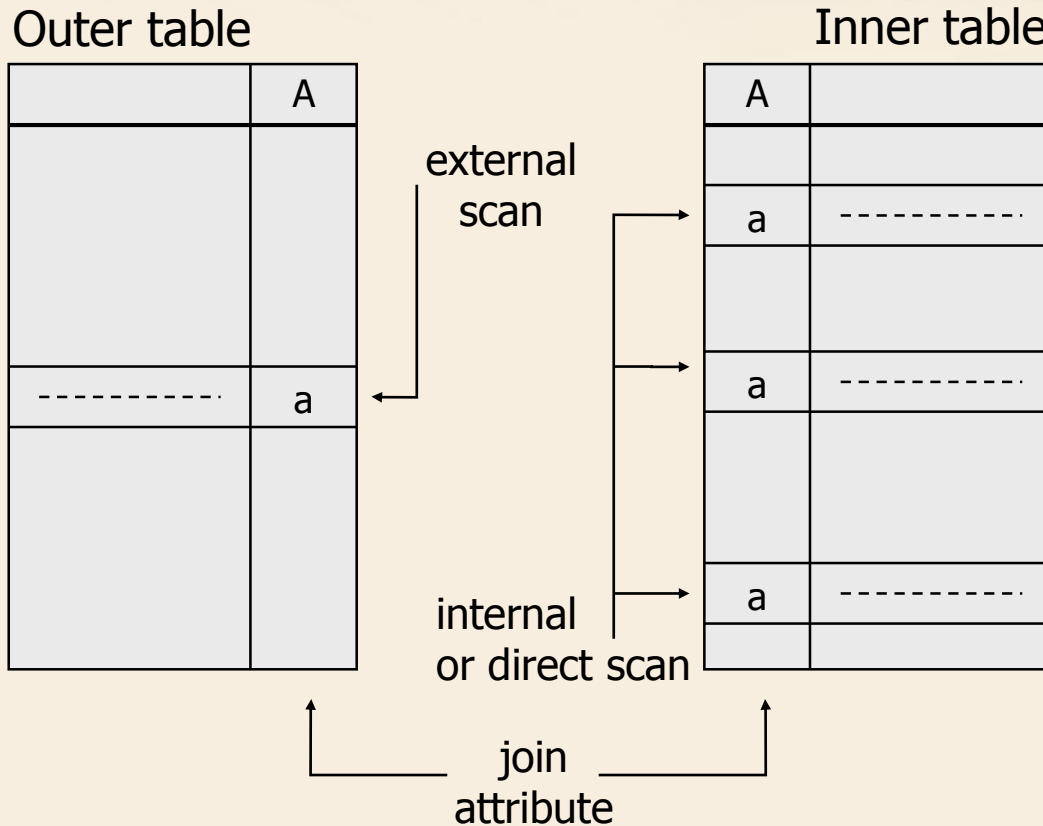 Outer table
Inner table
A
A
external
scan
a
a
a
a
internal
or direct scan
join
attribute